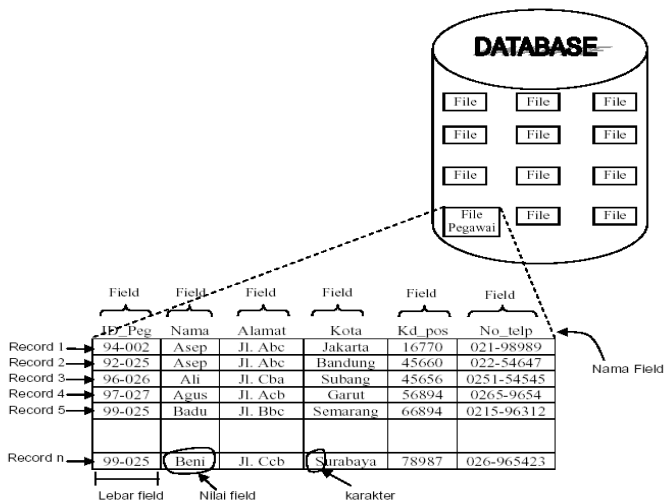 DATABASE
File File File
File File File
File File File
File Pegawai File File
Field Field Field Field Field Field
ID_Peg Nama Alamat Kota Kd_pos No_telp
Nama Field
Record 1 94-002 Asep Jl. Abc Jakarta 16770 021-98989
Record 2 92-025 Asep Jl. Abc Bandung 45660 022-54647
Record 3 96-026 Ali Jl. Cba Subang 45656 0251-54545
Record 4 97-027 Agus Jl. Acb Garut 56894 0265-9654
Record 5 99-025 Badu Jl. Bbc Semarang 66894 0215-96312
Record n 99-025 Beni Jl. Ccb Surabaya 78987 026-965423
Lebar field Nilai field karakter